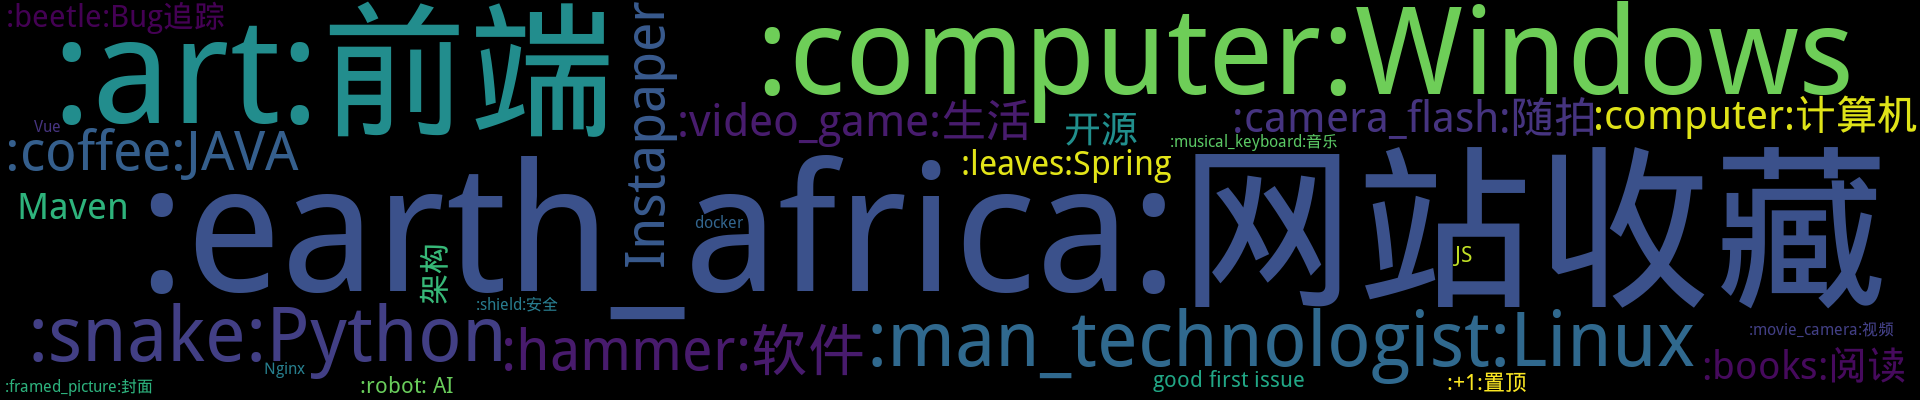 :beetle:Bug追踪
:art:前端
Instapaper
:computer:Windows
:video_game:生活
开源
:camera_flash:随拍
:computer:计算机
Vue
:coffee:JAVA
:musical_keyboard:音乐
:leaves:Spring
Maven
:earth_africa:网站收藏
docker
架构
JS
:shield:安全
:snake:Python
:hammer:软件
:man_technologist:Linux
:movie_camera:视频
Nginx
:books:阅读
:framed_picture:封面
:robot: AI
good first issue
:+1:置顶